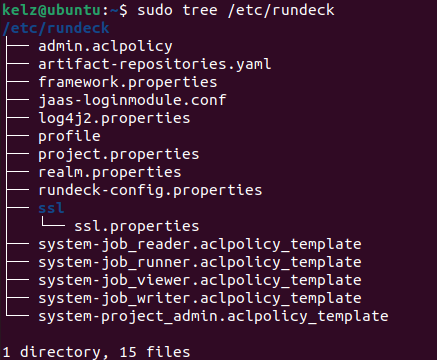 kelz@ubuntu:~$ sudo tree /etc/rundeck
/etc/rundeck
├── admin.aclpolicy
├── artifact-repositories.yaml
├── framework.properties
├── jaas-loginmodule.conf
├── log4j2.properties
├── profile
├── project.properties
├── realm.properties
├── rundeck-config.properties
├── ssl
│   └── ssl.properties
├── system-job_reader.aclpolicy_template
├── system-job_runner.aclpolicy_template
├── system-job_viewer.aclpolicy_template
├── system-job_writer.aclpolicy_template
└── system-project_admin.aclpolicy_template
1 directory, 15 files